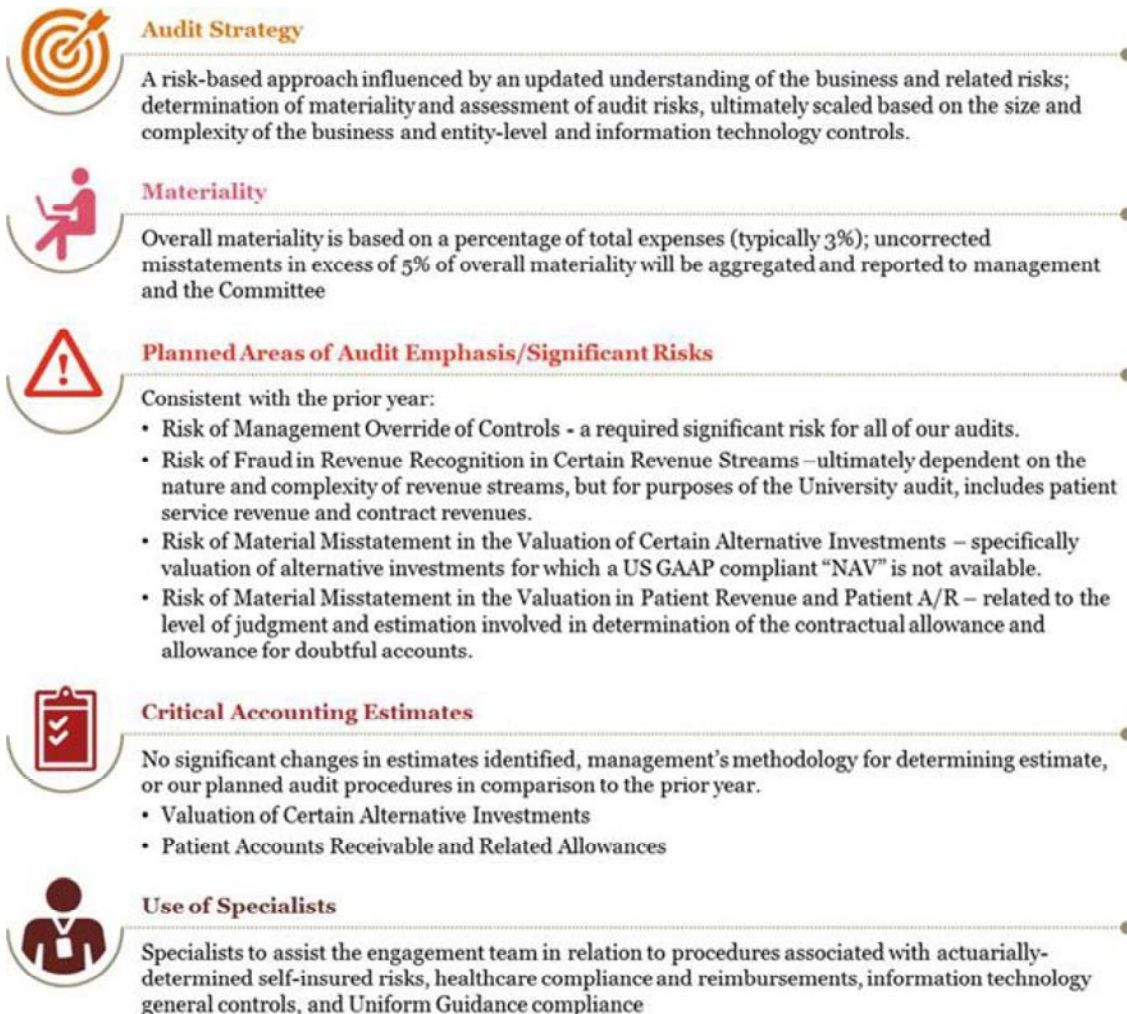 Audit Strategy
A risk-based approach influenced by an updated understanding of the business and related risks;
determination of materiality and assessment of audit risks, ultimately scaled based on the size and
complexity of the business and entity-level and information technology controls.
Materiality
Overall materiality is based on a percentage of total expenses (typically 3%); uncorrected
misstatements in excess of 5% of overall materiality will be aggregated and reported to management
and the Committee
Planned Areas of Audit Emphasis/Significant Risks
Consistent with the prior year:
• Risk of Management Override of Controls - a required significant risk for all of our audits.
• Risk of Fraud in Revenue Recognition in Certain Revenue Streams –ultimately dependent on the
nature and complexity of revenue streams, but for purposes of the University audit, includes patient
service revenue and contract revenues.
• Risk of Material Misstatement in the Valuation of Certain Alternative Investments – specifically
valuation of alternative investments for which a US GAAP compliant “NAV” is not available.
• Risk of Material Misstatement in the Valuation in Patient Revenue and Patient A/R – related to the
level of judgment and estimation involved in determination of the contractual allowance and
allowance for doubtful accounts.
Critical Accounting Estimates
No significant changes in estimates identified, management’s methodology for determining estimate,
or our planned audit procedures in comparison to the prior year.
• Valuation of Certain Alternative Investments
• Patient Accounts Receivable and Related Allowances
Use of Specialists
Specialists to assist the engagement team in relation to procedures associated with actuarially-
determined self-insured risks, healthcare compliance and reimbursements, information technology
general controls, and Uniform Guidance compliance